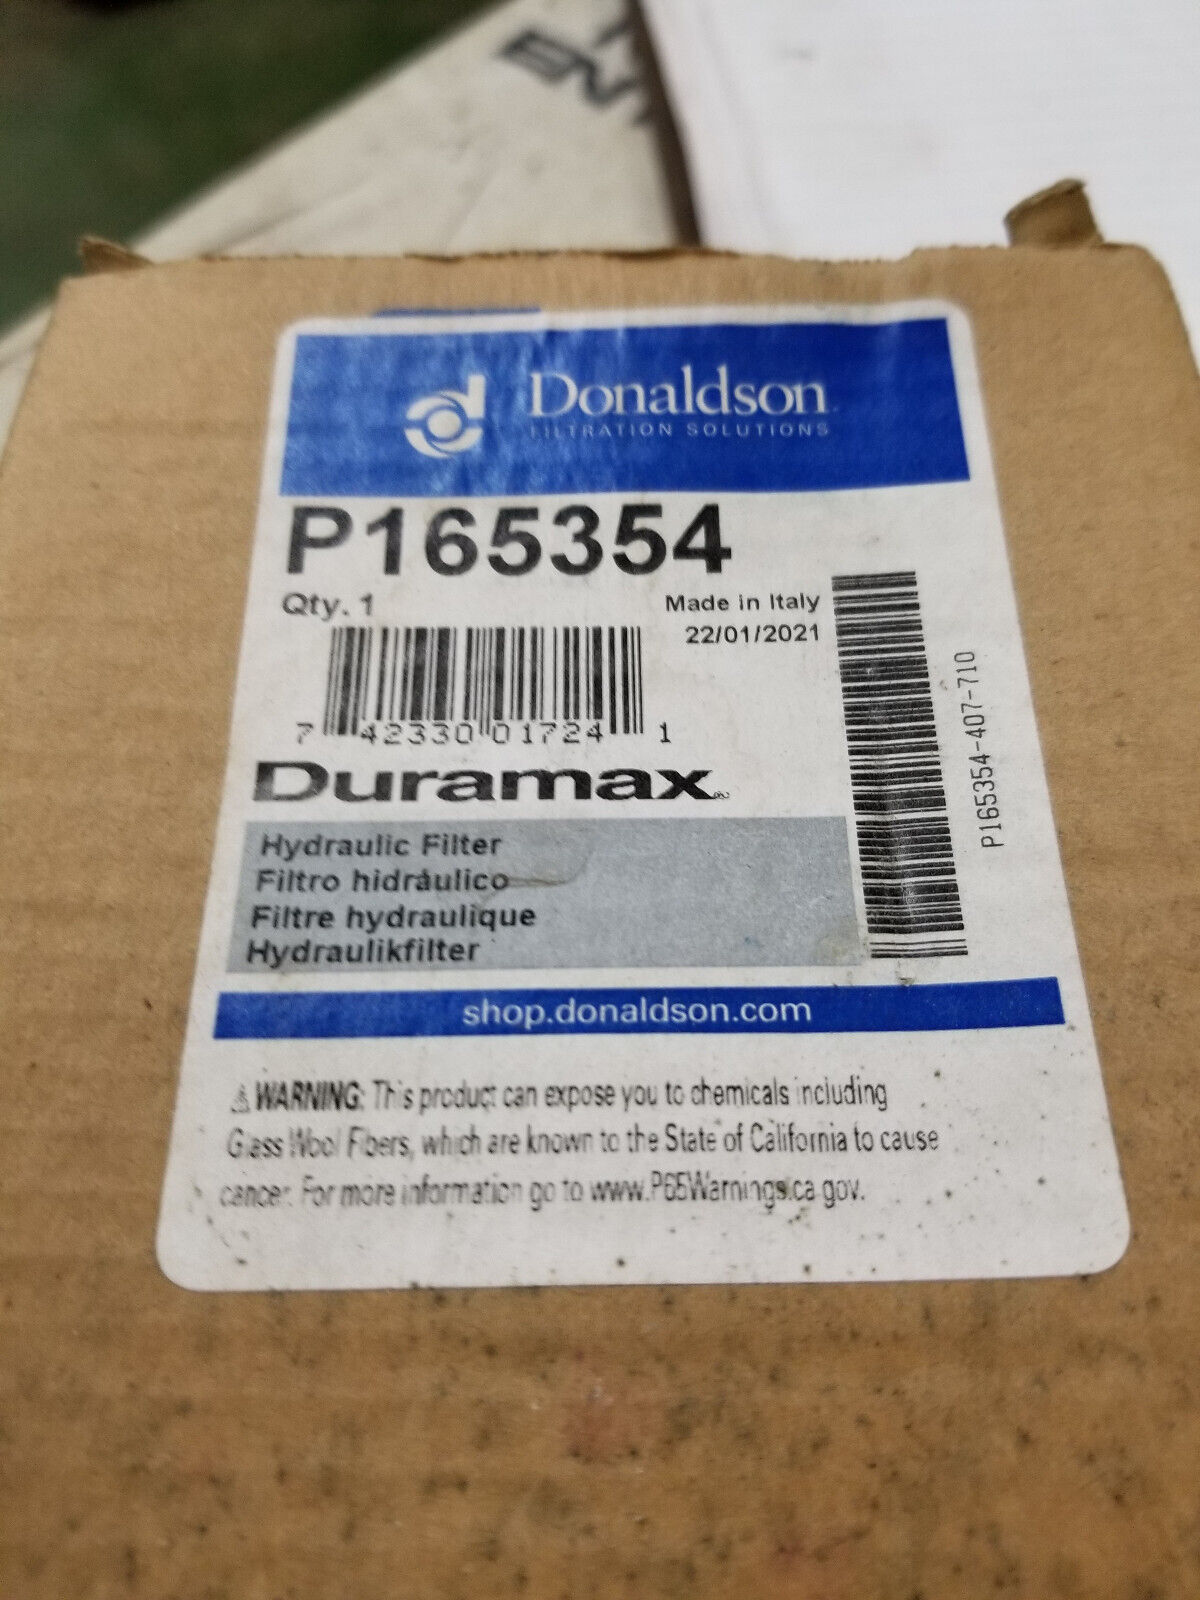 Donaldson
FILTRATION SOLUTIONS
P165354
Qty. 1
Made in Italy
22/01/2021
7 42330 01724 1
P165354-407-710
Duramax
Hydraulic Filter
Filtro hidráulico
Filtre hydraulique
Hydraulikfilter
shop.donaldson.com
⚠ WARNING: This product can expose you to chemicals including
Glass Wool Fibers, which are known to the State of California to cause
cancer. For more information go to www.P65Warnings.ca.gov.